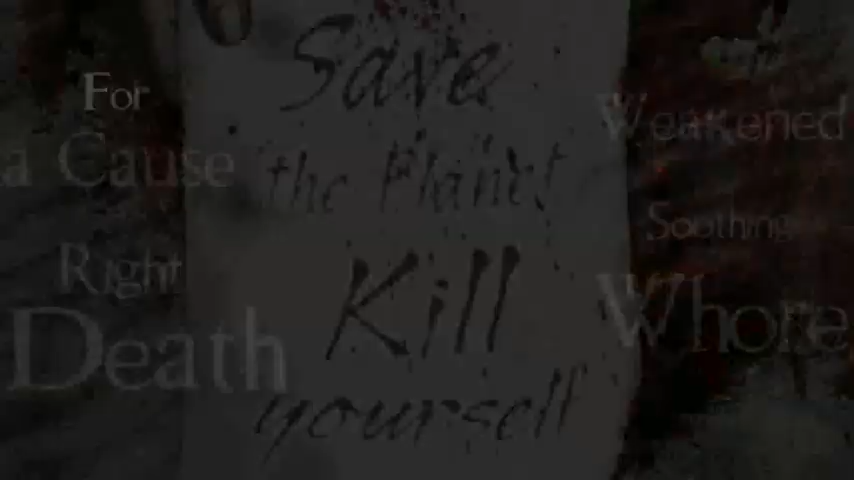 For
a Cause
Right
Death
Save
the Planet
Kill
yourself
Weakened
Soothing
Whore